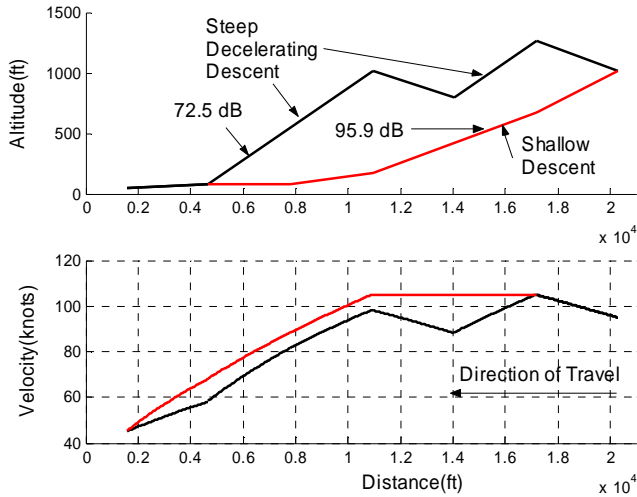 1500
1000
500
0
Altitude(ft)
Steep
Decelerating
Descent
72.5 dB
95.9 dB
Shallow
Descent
0 0.2 0.4 0.6 0.8 1 1.2 1.4 1.6 1.8 2
x 10^4
120
100
80
60
40
Velocity(knots)
Direction of Travel
0 0.2 0.4 0.6 0.8 1 1.2 1.4 1.6 1.8 2
Distance(ft)
x 10^4